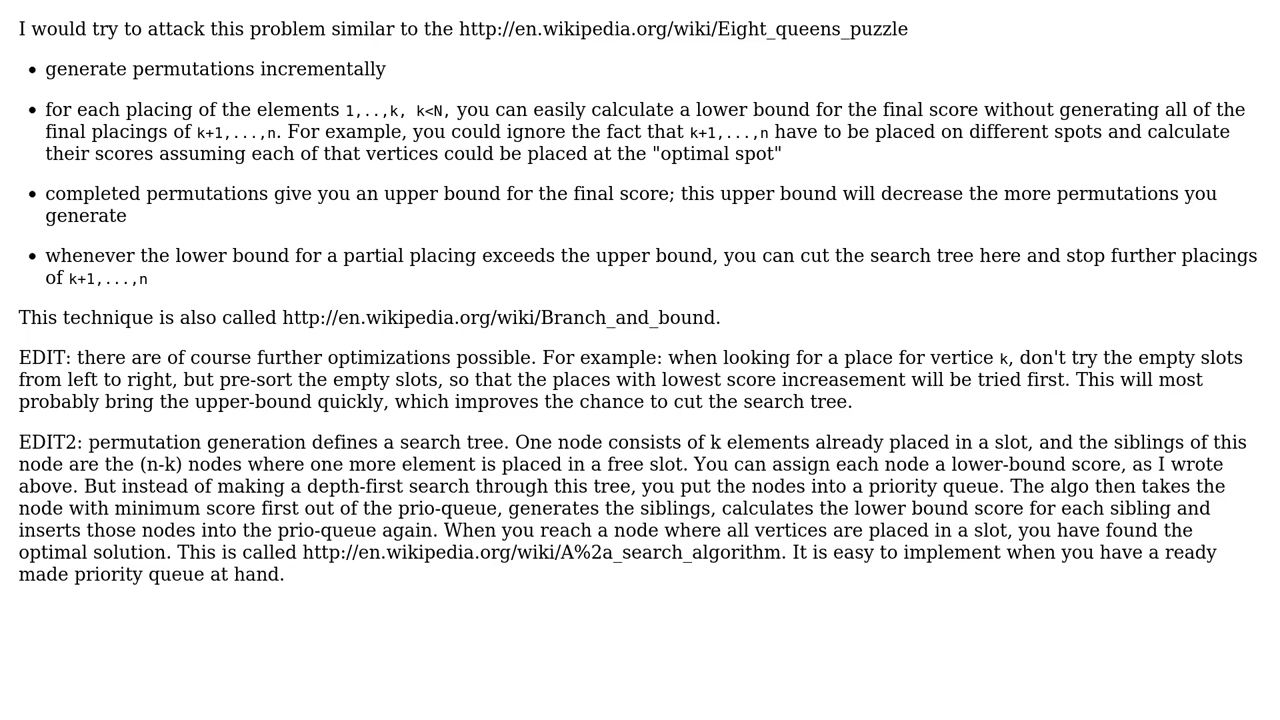 I would try to attack this problem similar to the http://en.wikipedia.org/wiki/Eight_queens_puzzle
• generate permutations incrementally
• for each placing of the elements 1,..,k, k<N, you can easily calculate a lower bound for the final score without generating all of the
final placings of k+1,...,n. For example, you could ignore the fact that k+1,...,n have to be placed on different spots and calculate
their scores assuming each of that vertices could be placed at the "optimal spot"
• completed permutations give you an upper bound for the final score; this upper bound will decrease the more permutations you
generate
• whenever the lower bound for a partial placing exceeds the upper bound, you can cut the search tree here and stop further placings
of k+1,...,n
This technique is also called http://en.wikipedia.org/wiki/Branch_and_bound.
EDIT: there are of course further optimizations possible. For example: when looking for a place for vertice k, don't try the empty slots
from left to right, but pre-sort the empty slots, so that the places with lowest score increasement will be tried first. This will most
probably bring the upper-bound quickly, which improves the chance to cut the search tree.
EDIT2: permutation generation defines a search tree. One node consists of k elements already placed in a slot, and the siblings of this
node are the (n-k) nodes where one more element is placed in a free slot. You can assign each node a lower-bound score, as I wrote
above. But instead of making a depth-first search through this tree, you put the nodes into a priority queue. The algo then takes the
node with minimum score first out of the prio-queue, generates the siblings, calculates the lower bound score for each sibling and
inserts those nodes into the prio-queue again. When you reach a node where all vertices are placed in a slot, you have found the
optimal solution. This is called http://en.wikipedia.org/wiki/A%2a_search_algorithm. It is easy to implement when you have a ready
made priority queue at hand.